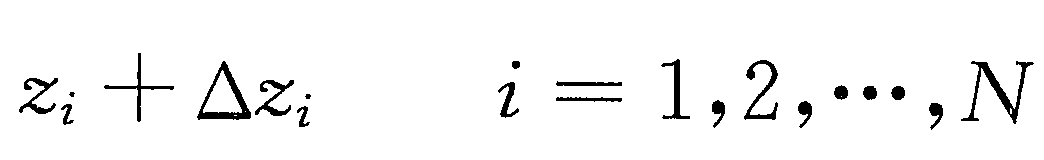 z_i + Δz_i    i = 1,2,⋯,N